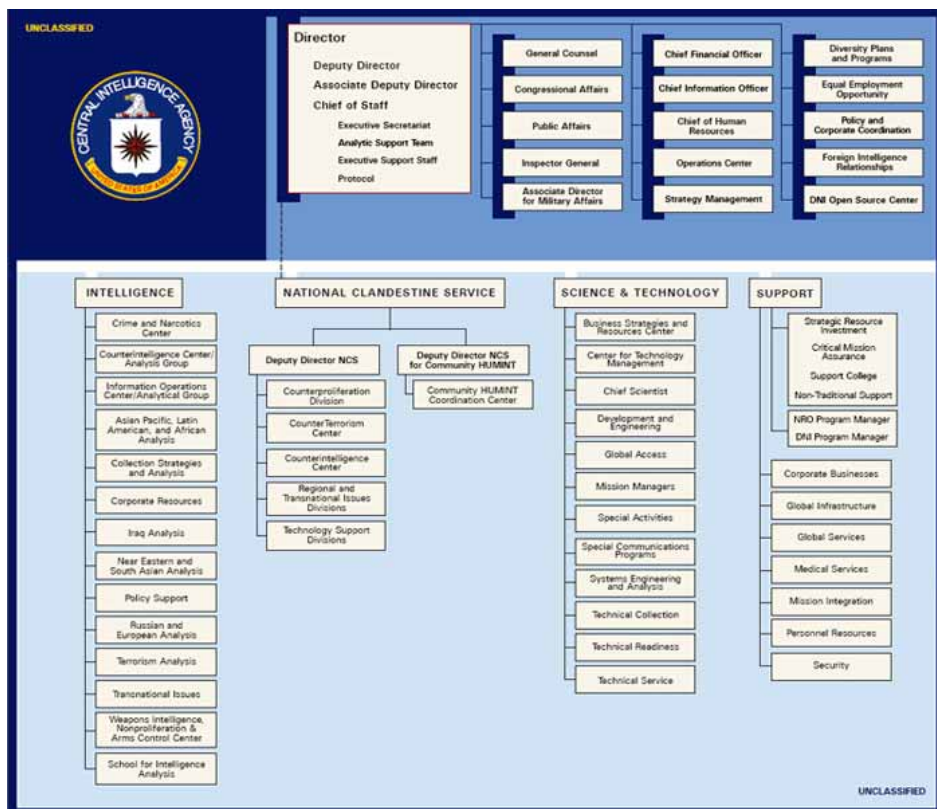 UNCLASSIFIED
CENTRAL INTELLIGENCE AGENCY
UNITED STATES OF AMERICA
Director
Deputy Director
Associate Deputy Director
Chief of Staff
Executive Secretariat
Analytic Support Team
Executive Support Staff
Protocol
General Counsel
Congressional Affairs
Public Affairs
Inspector General
Associate Director
for Military Affairs
Chief Financial Officer
Chief Information Officer
Chief of Human
Resources
Operations Center
Strategy Management
Diversity Plans
and Programs
Equal Employment
Opportunity
Policy and
Corporate Coordination
Foreign Intelligence
Relationships
DNI Open Source Center
INTELLIGENCE
Crime and Narcotics
Center
Counterintelligence Center/
Analysis Group
Information Operations
Center/Analytical Group
Asian Pacific, Latin
American, and African
Analysis
Collection Strategies
and Analysis
Corporate Resources
Iraq Analysis
Near Eastern and
South Asian Analysis
Policy Support
Russian and
European Analysis
Terrorism Analysis
Transnational Issues
Weapons Intelligence,
Nonproliferation &
Arms Control Center
School for Intelligence
Analysis
NATIONAL CLANDESTINE SERVICE
Deputy Director NCS
Counterproliferation
Division
CounterTerrorism
Center
Counterintelligence
Center
Regional and
Transnational Issues
Divisions
Technology Support
Divisions
Deputy Director NCS
for Community HUMINT
Community HUMINT
Coordination Center
SCIENCE & TECHNOLOGY
Business Strategies and
Resources Center
Center for Technology
Management
Chief Scientist
Development and
Engineering
Global Access
Mission Managers
Special Activities
Special Communications
Programs
Systems Engineering
and Analysis
Technical Collection
Technical Readiness
Technical Service
SUPPORT
Strategic Resource
Investment
Critical Mission
Assurance
Support College
Non-Traditional Support
NRO Program Manager
DNI Program Manager
Corporate Businesses
Global Infrastructure
Global Services
Medical Services
Mission Integration
Personnel Resources
Security
UNCLASSIFIED